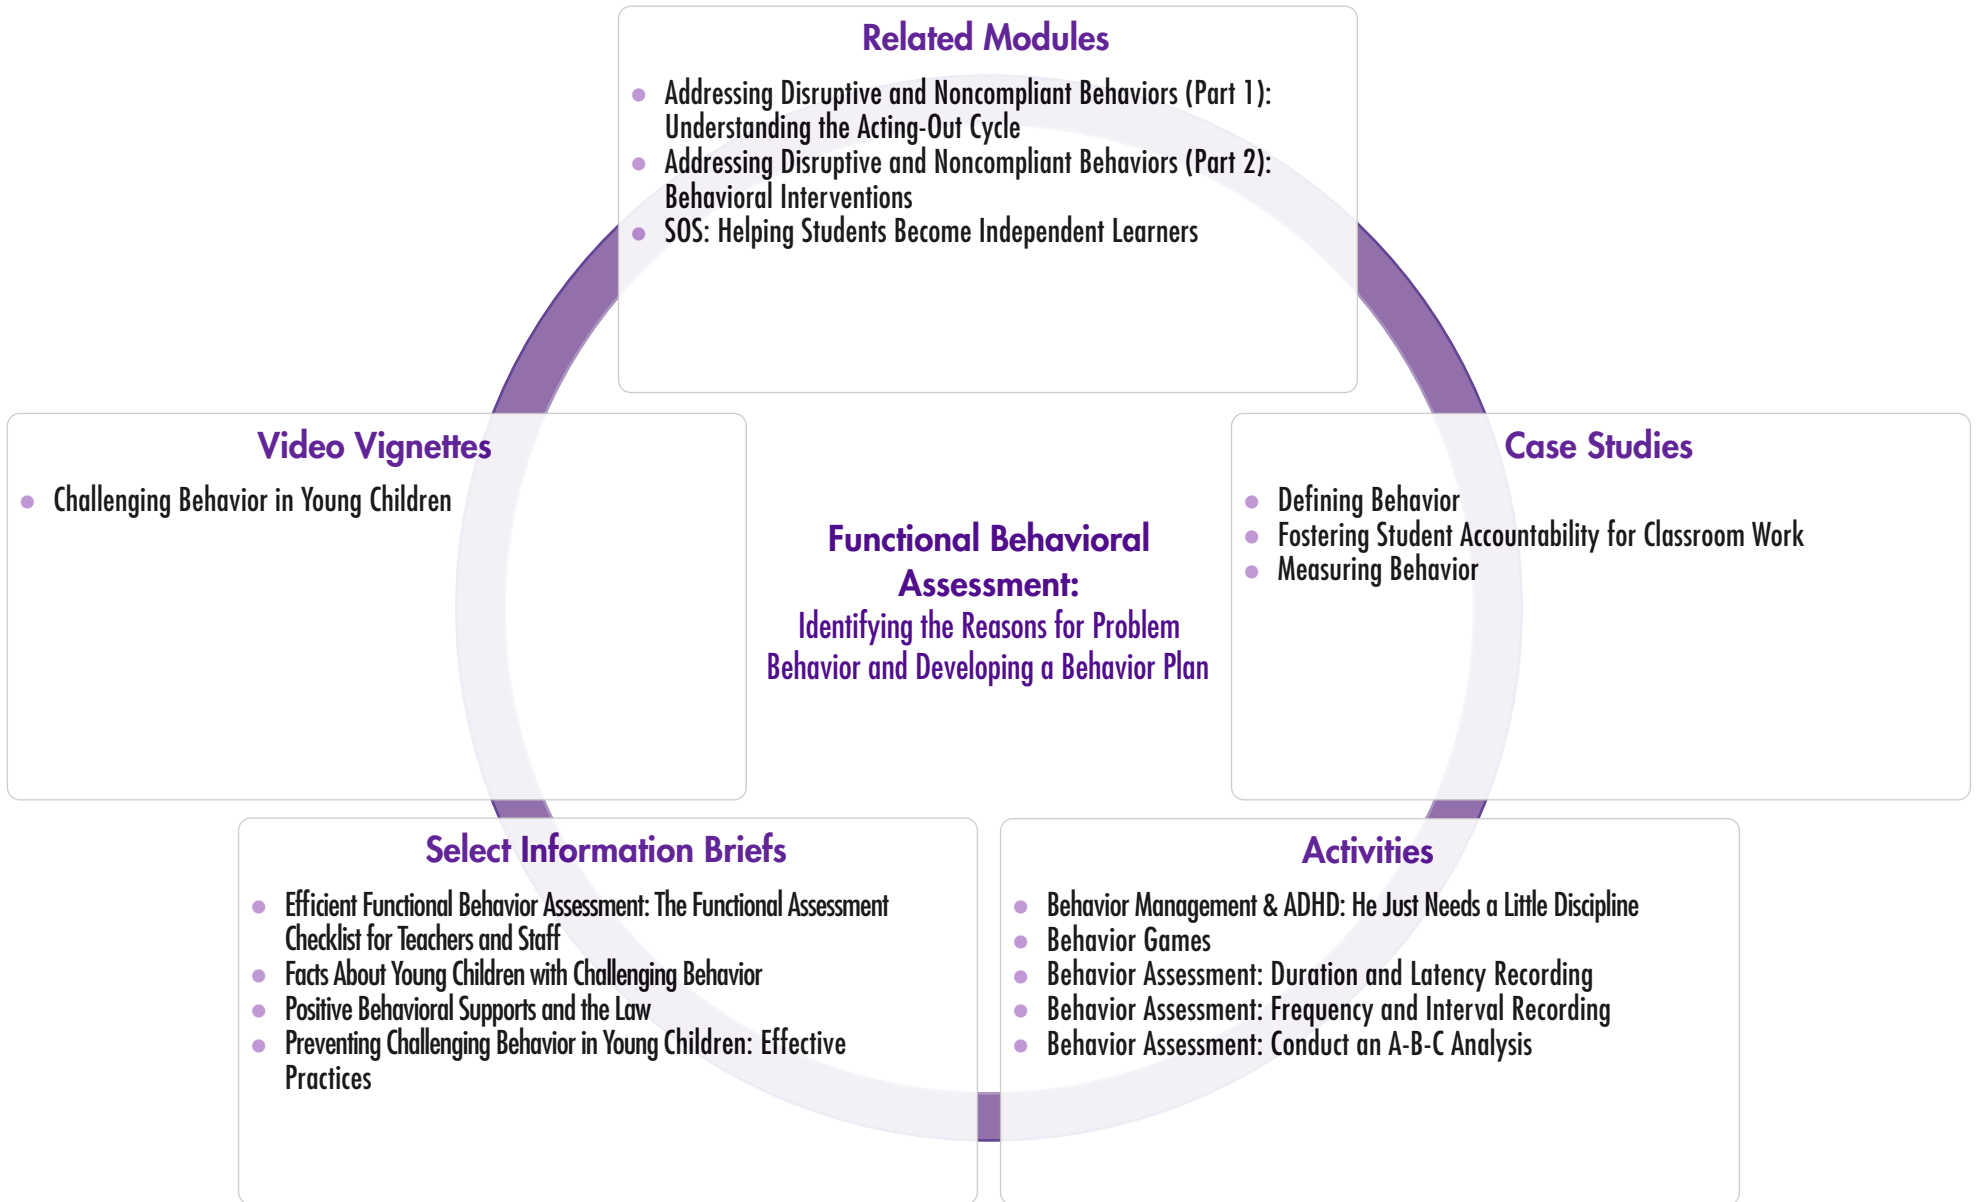 Related Modules
Addressing Disruptive and Noncompliant Behaviors (Part 1):
Understanding the Acting-Out Cycle
Addressing Disruptive and Noncompliant Behaviors (Part 2):
Behavioral Interventions
SOS: Helping Students Become Independent Learners
Video Vignettes
Challenging Behavior in Young Children
Functional Behavioral
Assessment:
Identifying the Reasons for Problem
Behavior and Developing a Behavior Plan
Case Studies
Defining Behavior
Fostering Student Accountability for Classroom Work
Measuring Behavior
Select Information Briefs
Efficient Functional Behavior Assessment: The Functional Assessment
Checklist for Teachers and Staff
Facts About Young Children with Challenging Behavior
Positive Behavioral Supports and the Law
Preventing Challenging Behavior in Young Children: Effective
Practices
Activities
Behavior Management & ADHD: He Just Needs a Little Discipline
Behavior Games
Behavior Assessment: Duration and Latency Recording
Behavior Assessment: Frequency and Interval Recording
Behavior Assessment: Conduct an A-B-C Analysis